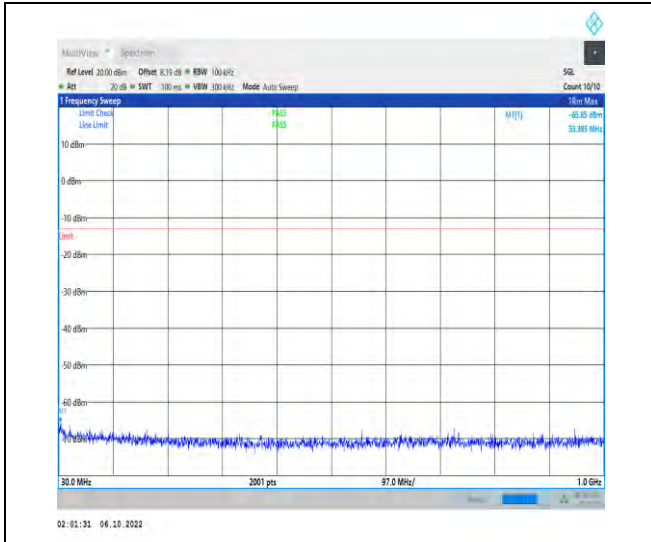 MultiView Spectrum
Ref Level 20.00 dBm Offset 8.19 dB RBW 100 kHz SGL
Att 20 dB SWT 100 ms VBW 300 kHz Mode Auto Sweep Count 10/10
1 Frequency Sweep 1Rm Max
Limit Check PASS M1[1] -65.85 dBm
Line Limit PASS 33.395 MHz
10 dBm
0 dBm
-10 dBm
Limit
-20 dBm
-30 dBm
-40 dBm
-50 dBm
-60 dBm
M1
-70 dBm
30.0 MHz 2001 pts 97.0 MHz/ 1.0 GHz
02:01:31 06.10.2022